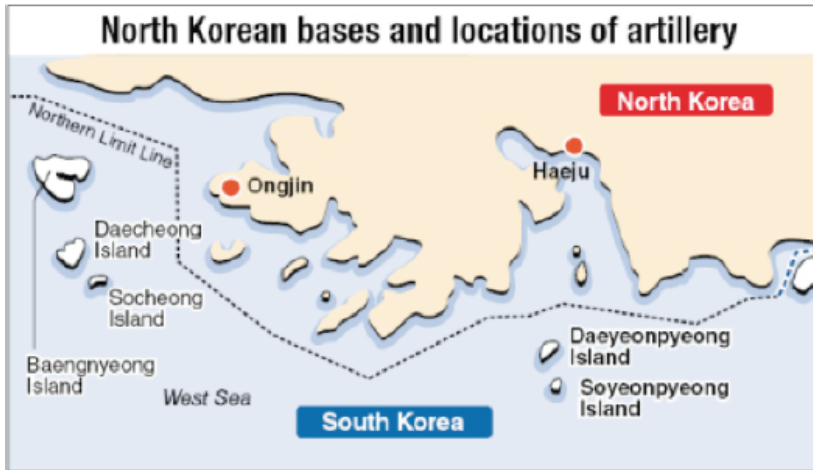 North Korean bases and locations of artillery
North Korea
Northern Limit Line
Haeju
Ongjin
Daecheong
Island
Socheong
Island
Baengnyeong
Island
Daeyeonpyeong
Island
Soyeonpyeong
Island
West Sea
South Korea